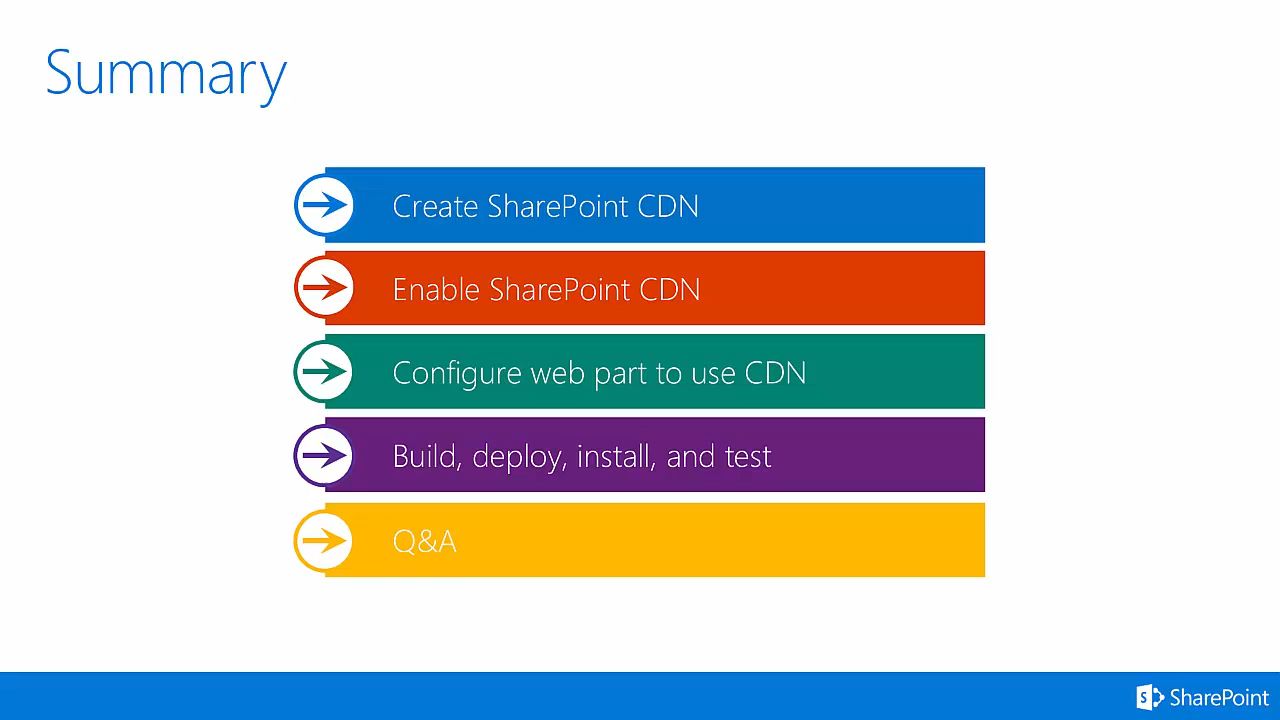 Summary
Create SharePoint CDN
Enable SharePoint CDN
Configure web part to use CDN
Build, deploy, install, and test
Q&A
S SharePoint